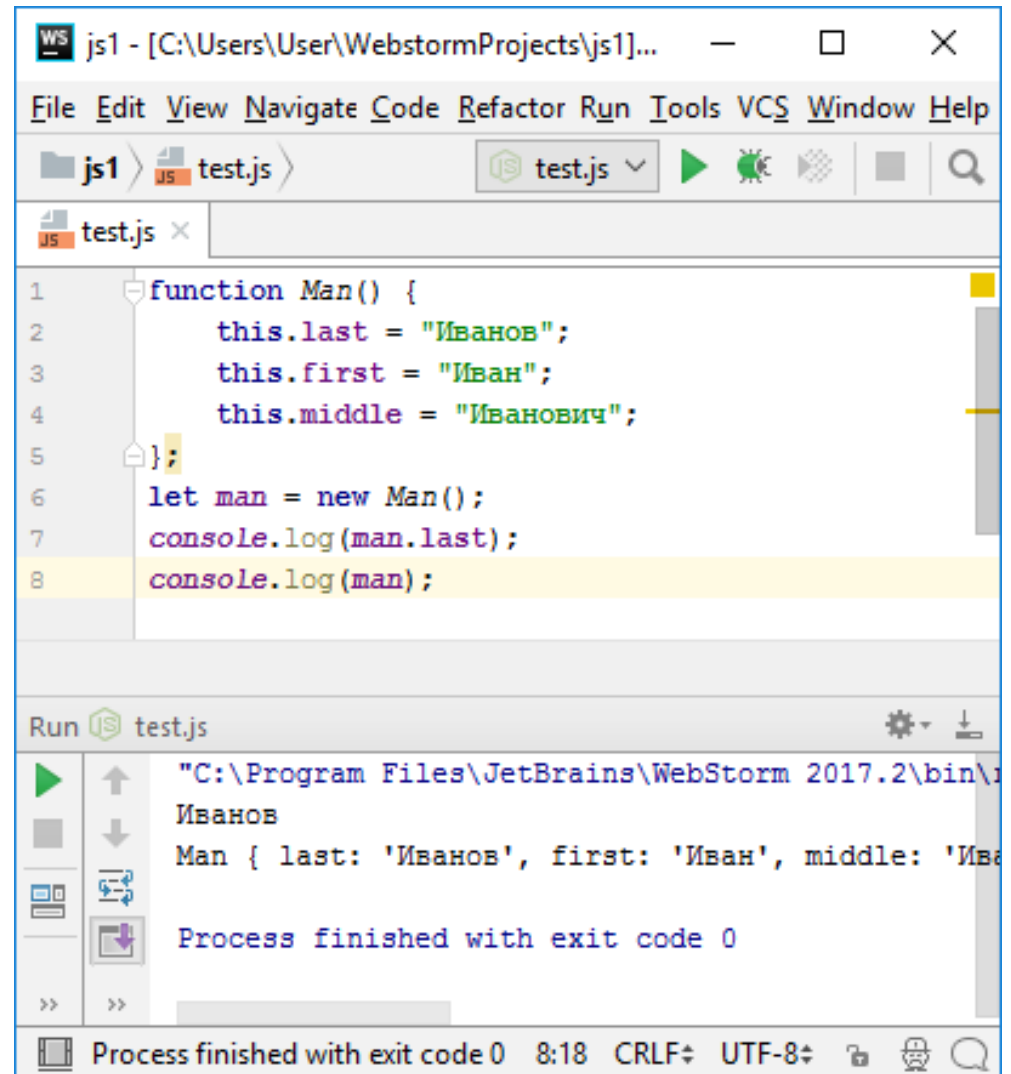 WS js1 - [C:\Users\User\WebstormProjects\js1]...
File Edit View Navigate Code Refactor Run Tools VCS Window Help
js1 test.js test.js
test.js
1 function Man() {
2 this.last = "Иванов";
3 this.first = "Иван";
4 this.middle = "Иванович";
5 };
6 let man = new Man();
7 console.log(man.last);
8 console.log(man);
Run test.js
"C:\Program Files\JetBrains\WebStorm 2017.2\bin\
Иванов
Man { last: 'Иванов', first: 'Иван', middle: 'Ива
Process finished with exit code 0
Process finished with exit code 0 8:18 CRLF UTF-8